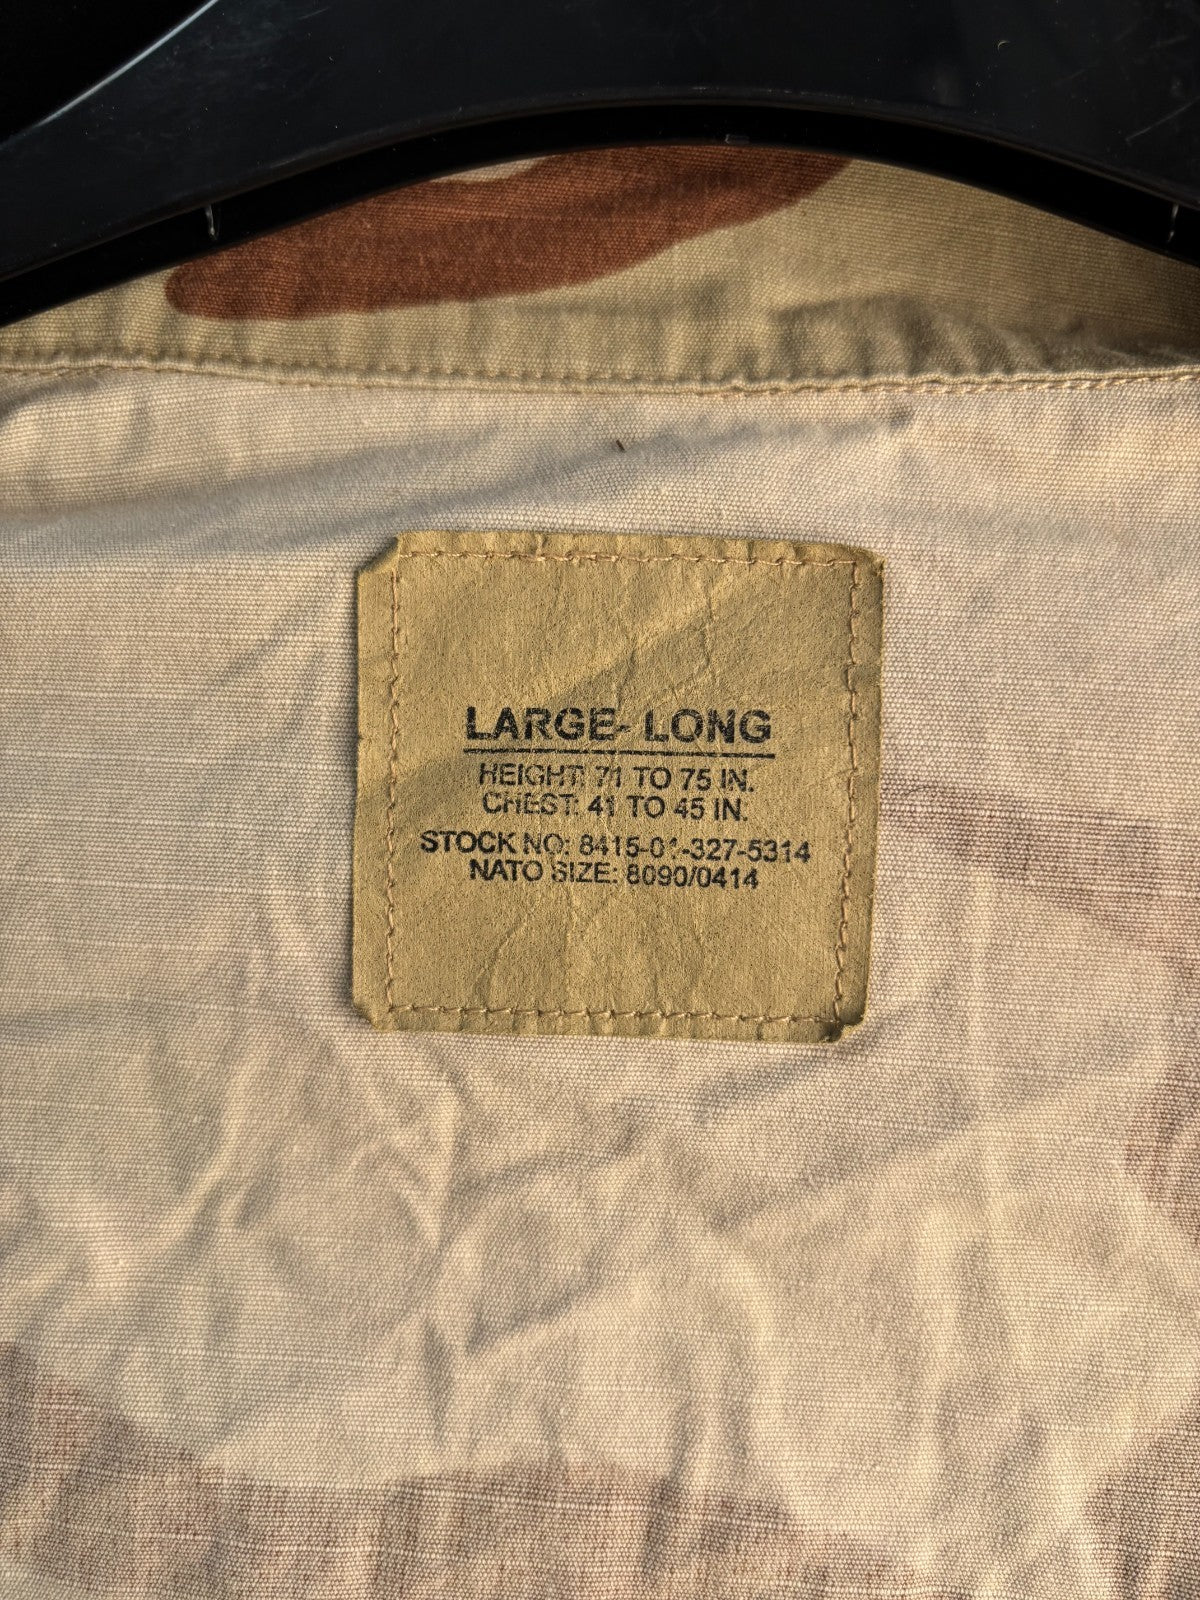 LARGE- LONG
HEIGHT: 71 TO 75 IN.
CHEST: 41 TO 45 IN.
STOCK NO: 8415-01-327-5314
NATO SIZE: 8090/0414